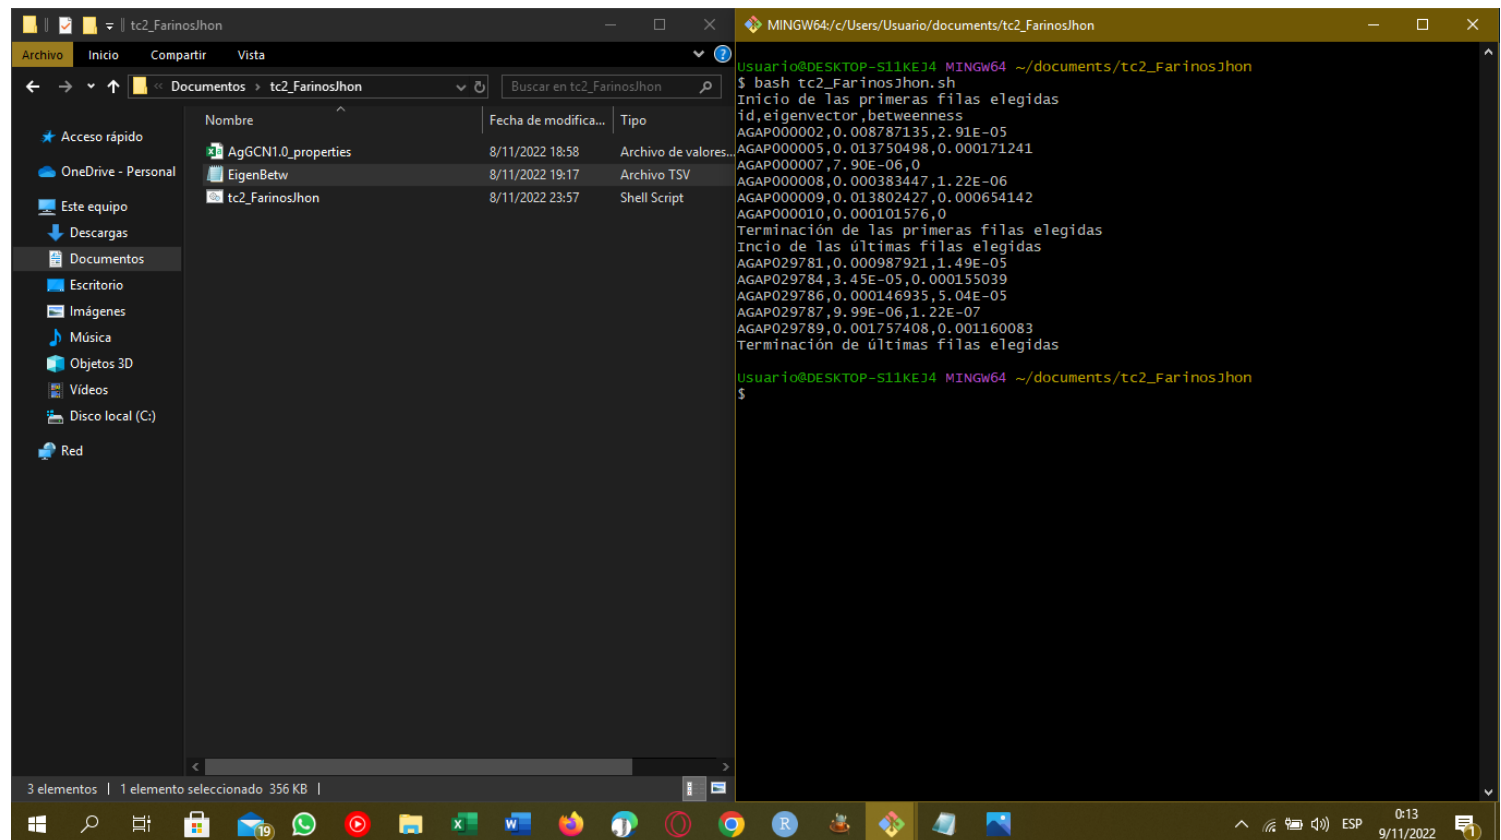 tc2_FarinosJhon
Archivo Inicio Compartir Vista
Documentos > tc2_FarinosJhon
Buscar en tc2_FarinosJhon
Acceso rápido
OneDrive - Personal
Este equipo
Descargas
Documentos
Escritorio
Imágenes
Música
Objetos 3D
Vídeos
Disco local (C:)
Red
Nombre Fecha de modifica... Tipo
AgGCN1.0_properties 8/11/2022 18:58 Archivo de valores...
EigenBetw 8/11/2022 19:17 Archivo TSV
tc2_FarinosJhon 8/11/2022 23:57 Shell Script
3 elementos 1 elemento seleccionado 356 KB
MINGW64:/c/Users/Usuario/documents/tc2_FarinosJhon
Usuario@DESKTOP-S11KEJ4 MINGW64 ~/documents/tc2_FarinosJhon
$ bash tc2_FarinosJhon.sh
Inicio de las primeras filas elegidas
id,eigenvector,betweenness
AGAP000002,0.008787135,2.91E-05
AGAP000005,0.013750498,0.000171241
AGAP000007,7.90E-06,0
AGAP000008,0.000383447,1.22E-06
AGAP000009,0.013802427,0.000654142
AGAP000010,0.000101576,0
Terminación de las primeras filas elegidas
Incio de las últimas filas elegidas
AGAP029781,0.000987921,1.49E-05
AGAP029784,3.45E-05,0.000155039
AGAP029786,0.000146935,5.04E-05
AGAP029787,9.99E-06,1.22E-07
AGAP029789,0.001757408,0.001160083
Terminación de últimas filas elegidas
Usuario@DESKTOP-S11KEJ4 MINGW64 ~/documents/tc2_FarinosJhon
$
19
ESP
0:13
9/11/2022
1